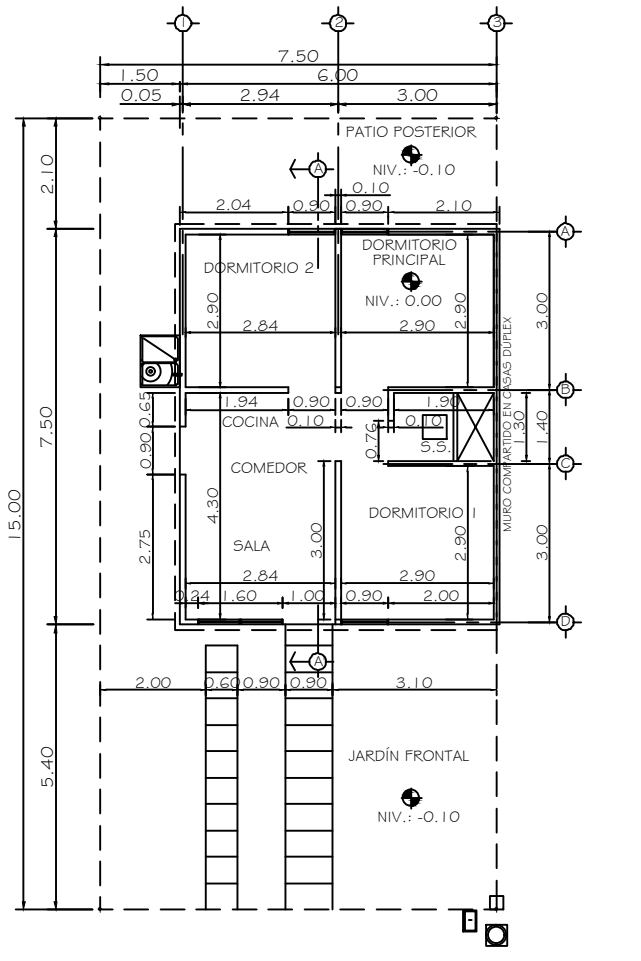 1
2
3
7.50
1.50
6.00
0.05
2.94
3.00
PATIO POSTERIOR
NIV.: -0.10
A
2.10
0.10
2.04
0.90
0.90
2.10
A
DORMITORIO 2
DORMITORIO
PRINCIPAL
NIV.: 0.00
2.90
2.90
3.00
2.84
2.90
MURO COMPARTIDO EN CASAS DÚPLEX
B
0.65
1.94
0.90
0.90
1.90
7.50
COCINA
0.10
0.10
0.76
S.S.
1.30
1.40
0.90
COMEDOR
C
15.00
4.30
DORMITORIO 1
2.75
SALA
3.00
2.90
3.00
2.84
2.90
0.24
1.60
1.00
0.90
2.00
D
A
2.00
0.60
0.90
0.90
3.10
5.40
JARDÍN FRONTAL
NIV.: -0.10